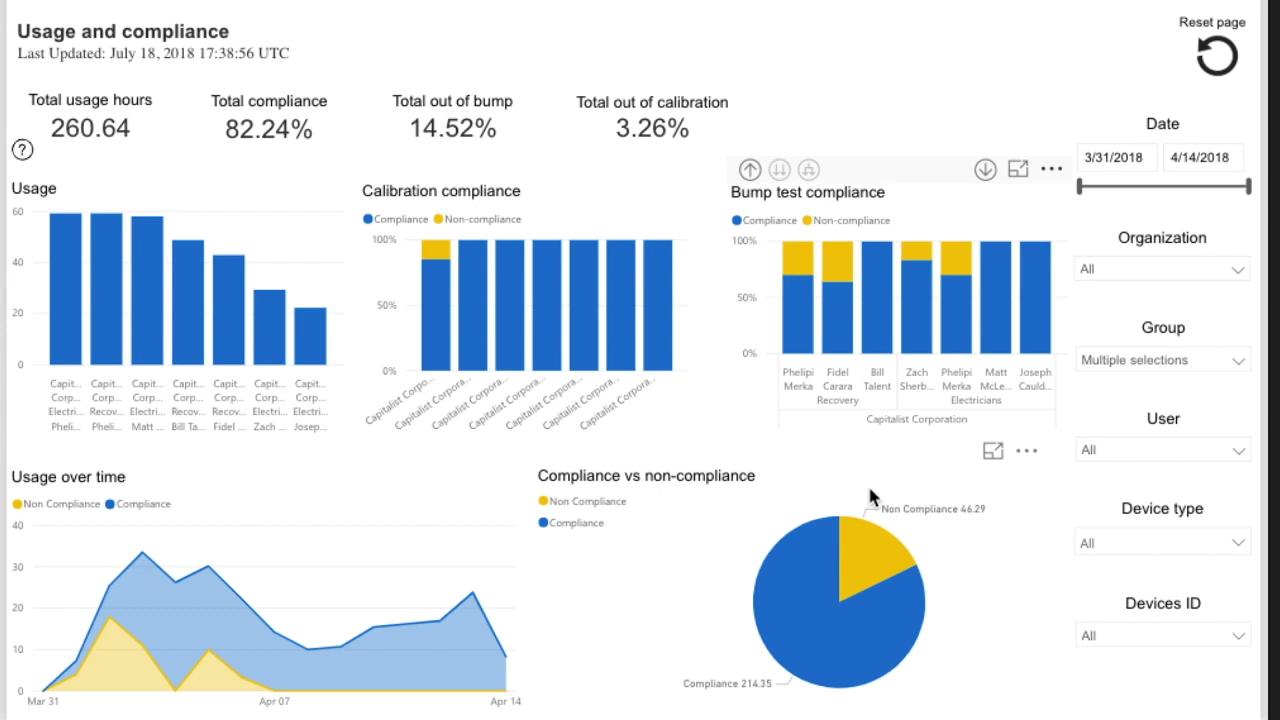 Usage and compliance
Last Updated: July 18, 2018 17:38:56 UTC
Reset page
Total usage hours
260.64
Total compliance
82.24%
Total out of bump
14.52%
Total out of calibration
3.26%
?
Date
3/31/2018
4/14/2018
Organization
All
Group
Multiple selections
User
All
Device type
All
Devices ID
All
Usage
60
40
20
0
Capit... Capit... Capit... Capit... Capit... Capit... Capit...
Corp... Corp... Corp... Corp... Corp... Corp... Corp...
Electri... Recov... Electri... Recov... Recov... Electri... Electri...
Pheli... Pheli... Matt ... Bill Ta... Fidel ... Zach ... Josep...
Calibration compliance
Compliance Non-compliance
100%
50%
0%
Capitalist Corpo... Capitalist Corpora... Capitalist Corpora... Capitalist Corpora... Capitalist Corpora... Capitalist Corpora... Capitalist Corpora...
Bump test compliance
Compliance Non-compliance
100%
50%
0%
Phelipi Fidel Bill Zach Phelipi Matt Joseph
Merka Carara Talent Sherb... Merka McLe... Cauld...
Recovery Electricians
Capitalist Corporation
Usage over time
Non Compliance Compliance
40
30
20
10
0
Mar 31 Apr 07 Apr 14
Compliance vs non-compliance
Non Compliance
Compliance
Non Compliance 46.29
Compliance 214.35